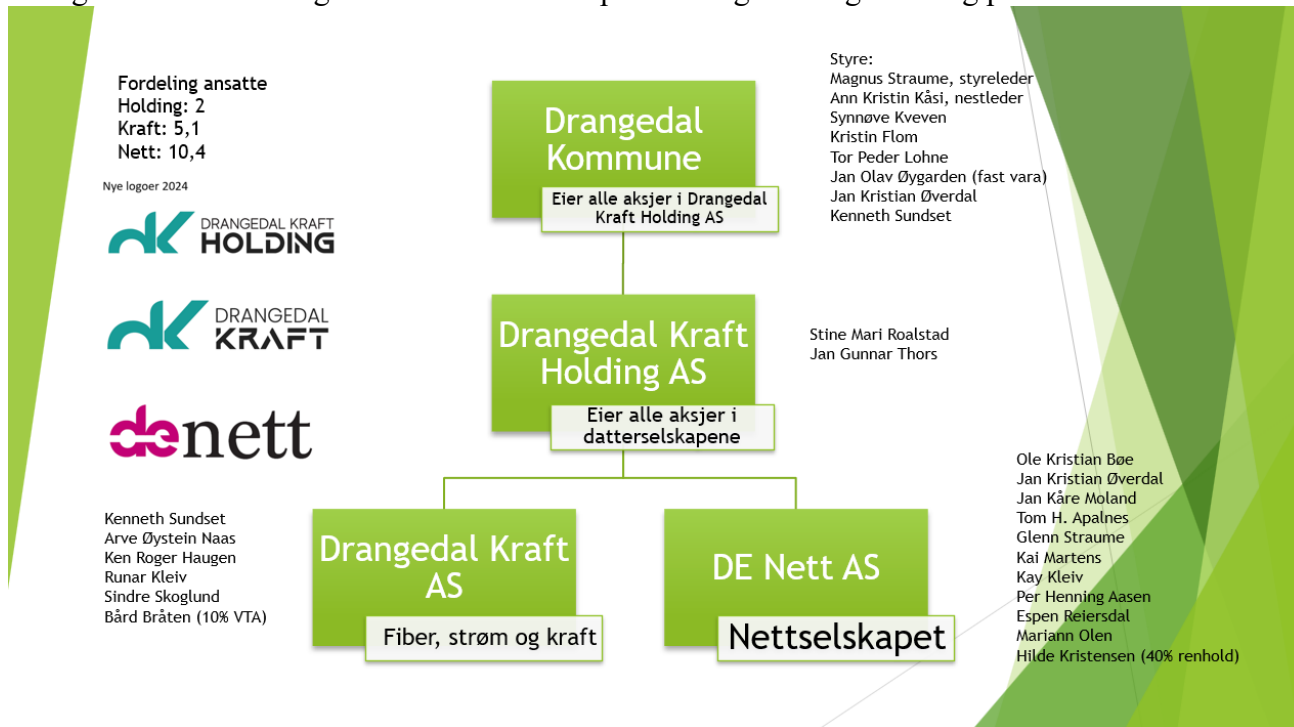 Fordeling ansatte
Holding: 2
Kraft: 5,1
Nett: 10,4
Nye logoer 2024
DRANGEDAL KRAFT
HOLDING
DRANGEDAL
KRAFT
denett
Drangedal
Kommune
Eier alle aksjer i Drangedal
Kraft Holding AS
Styre:
Magnus Straume, styreleder
Ann Kristin Kåsi, nestleder
Synnøve Kveven
Kristin Flom
Tor Peder Lohne
Jan Olav Øygarden (fast vara)
Jan Kristian Øverdal
Kenneth Sundset
Drangedal Kraft
Holding AS
Eier alle aksjer i
datterselskapene
Stine Mari Roalstad
Jan Gunnar Thors
Kenneth Sundset
Arve Øystein Naas
Ken Roger Haugen
Runar Kleiv
Sindre Skoglund
Bård Bråten (10% VTA)
Drangedal Kraft
AS
Fiber, strøm og kraft
DE Nett AS
Nettselskapet
Ole Kristian Bøe
Jan Kristian Øverdal
Jan Kåre Moland
Tom H. Apalnes
Glenn Straume
Kai Martens
Kay Kleiv
Per Henning Aasen
Espen Reiersdal
Mariann Olen
Hilde Kristensen (40% renhold)